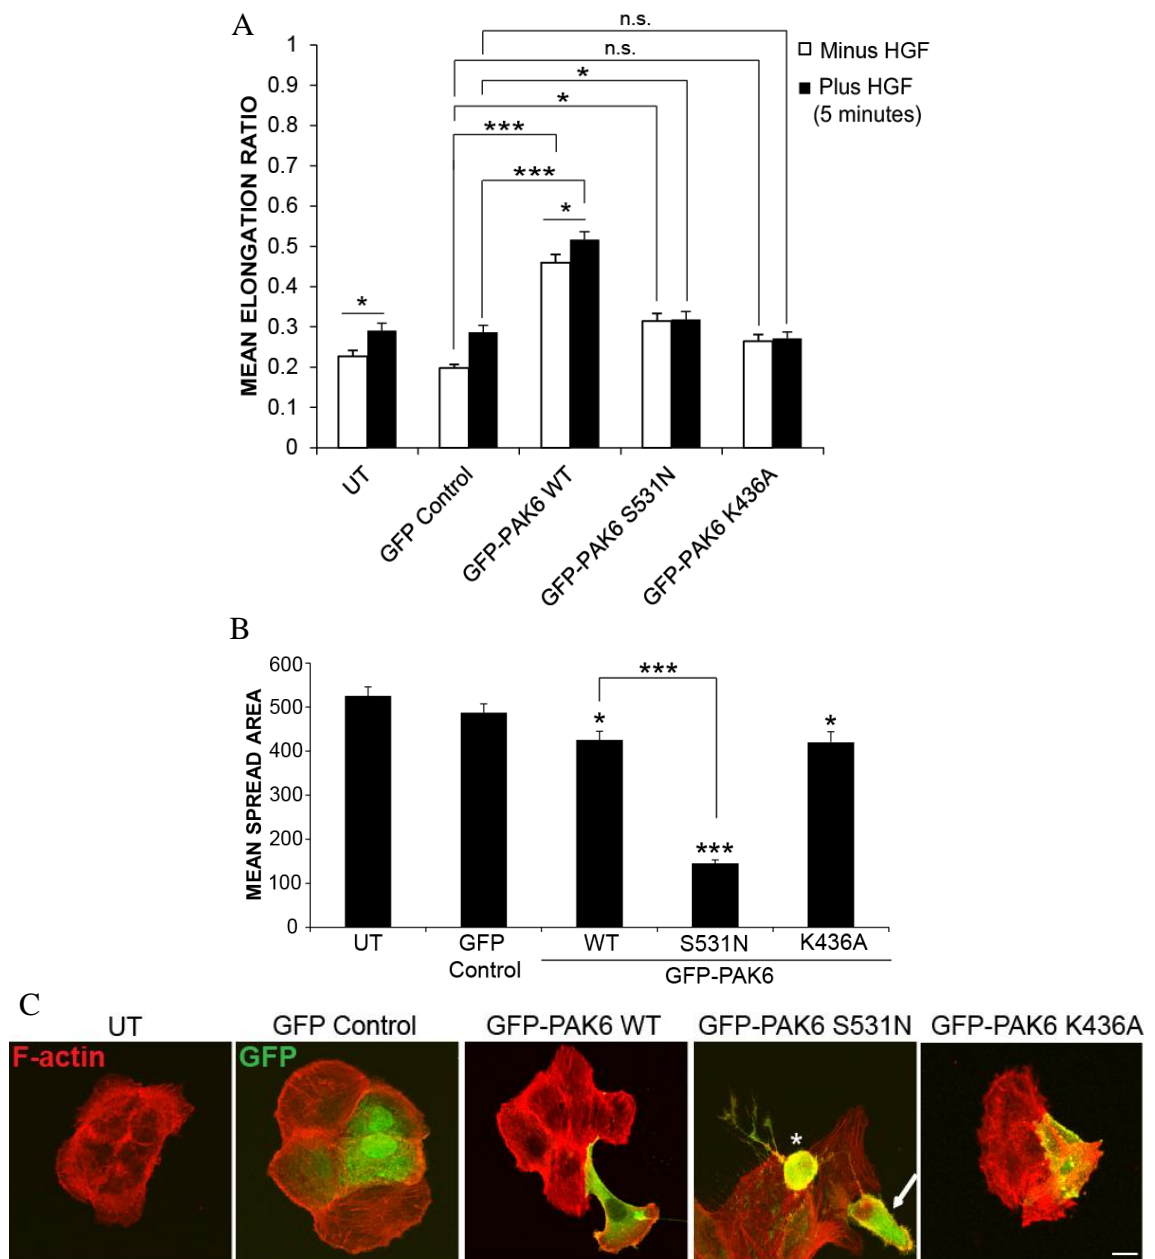 A
n.s.
n.s.
*
*
***
***
*
*
Minus HGF
Plus HGF
(5 minutes)
MEAN ELONGATION RATIO
1
0.9
0.8
0.7
0.6
0.5
0.4
0.3
0.2
0.1
0
UT
GFP Control
GFP-PAK6 WT
GFP-PAK6 S531N
GFP-PAK6 K436A
B
MEAN SPREAD AREA
600
500
400
300
200
100
0
***
*
***
*
UT
GFP
Control
WT
S531N
K436A
GFP-PAK6
C
UT
GFP Control
GFP-PAK6 WT
GFP-PAK6 S531N
GFP-PAK6 K436A
F-actin
GFP
*